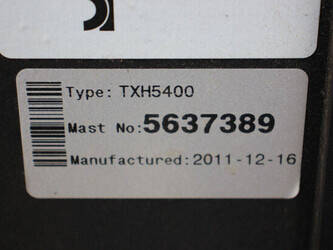 Type: TXH5400
Mast No:5637389
Manufactured:2011-12-16